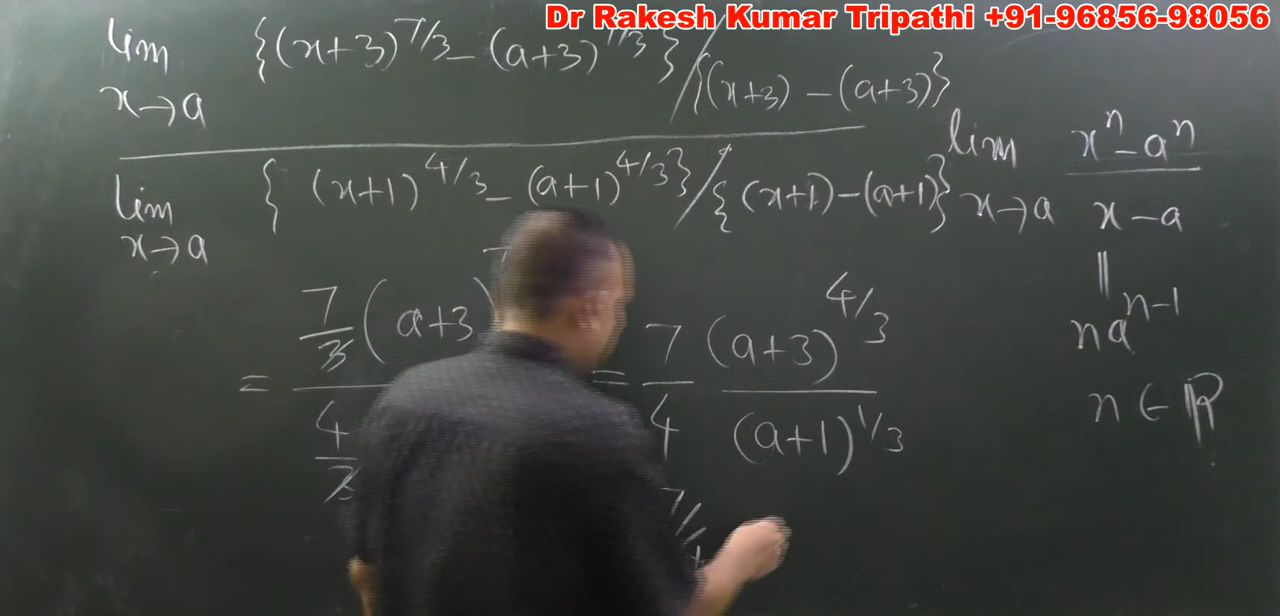 Dr Rakesh Kumar Tripathi +91-96856-98056
lim x→a {(x+3)^7/3 - (a+3)^7/3} / {(x+3) - (a+3)}
lim x→a { (x+1)^4/3 - (a+1)^4/3} / {(x+1) - (a+1)}
= 7/3 (a+3
4/3
= 7/4 (a+3)^4/3 / (a+1)^1/3
7/
lim x→a x^n - a^n / x - a
||
na^n-1
n ∈ ℝ